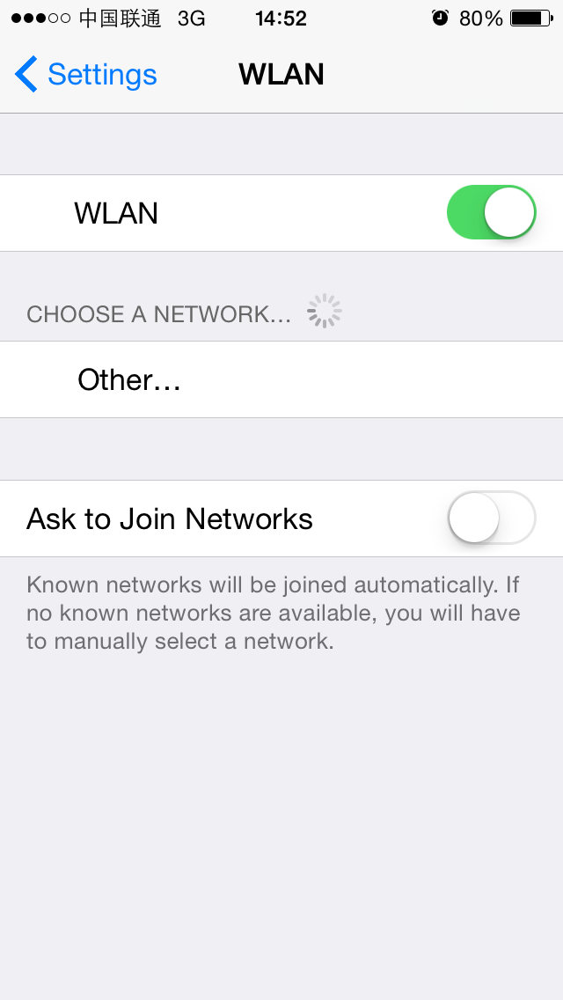 中国联通 3G 14:52 80%
Settings WLAN
WLAN
CHOOSE A NETWORK...
Other...
Ask to Join Networks
Known networks will be joined automatically. If
no known networks are available, you will have
to manually select a network.